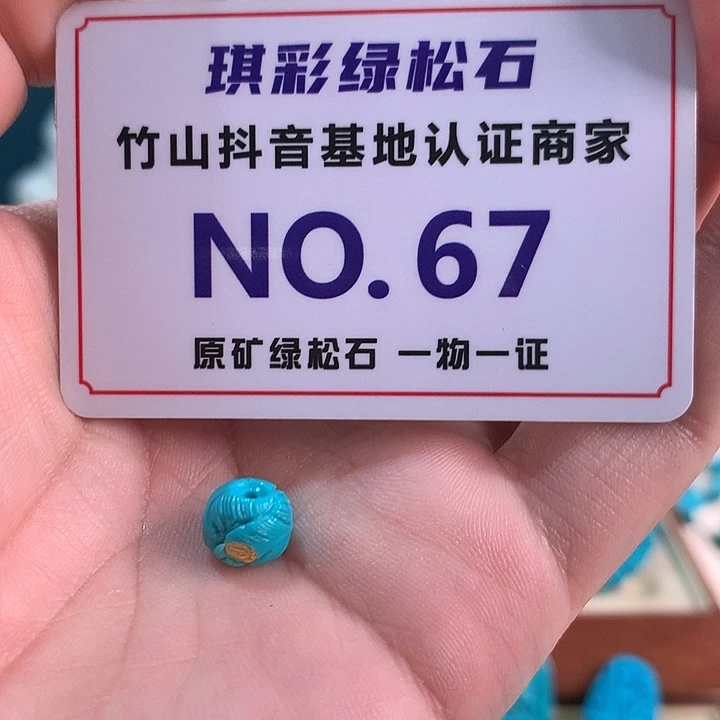 琪彩绿松石
竹山抖音基地认证商家
NO.67
原矿绿松石 一物一证